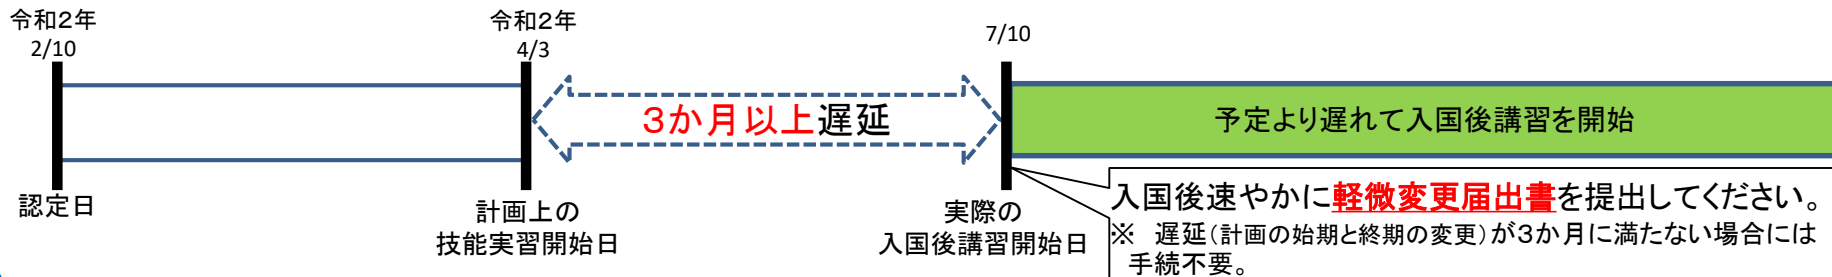 令和２年
2/10
令和２年
4/3
7/10
３か月以上遅延
予定より遅れて入国後講習を開始
認定日
計画上の
技能実習開始日
実際の
入国後講習開始日
入国後速やかに軽微変更届出書を提出してください。
※　遅延（計画の始期と終期の変更）が３か月に満たない場合には
手続不要。